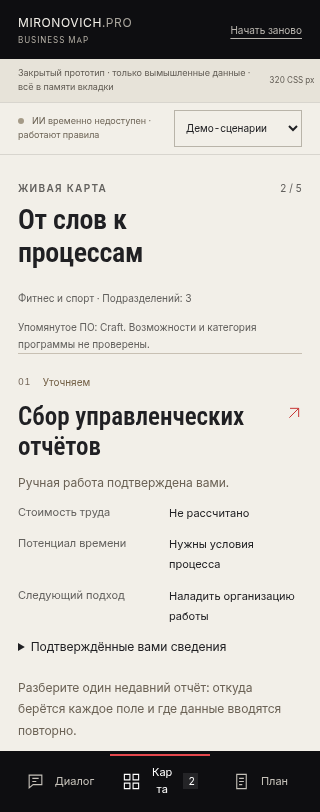 MIRONOVICH.PRO
BUSINESS MAP
Начать заново
Закрытый прототип · только вымышленные данные ·
всё в памяти вкладки
320 CSS px
ИИ временно недоступен ·
работают правила
Демо-сценарии
ЖИВАЯ КАРТА
2 / 5
От слов к
процессам
Фитнес и спорт · Подразделений: 3
Упомянутое ПО: Craft. Возможности и категория
программы не проверены.
01 Уточняем
Сбор управленческих
отчётов
Ручная работа подтверждена вами.
Стоимость труда
Не рассчитано
Потенциал времени
Нужны условия
процесса
Следующий подход
Наладить организацию
работы
Подтверждённые вами сведения
Разберите один недавний отчёт: откуда
берётся каждое поле и где данные вводятся
повторно.
Диалог
Кар
та
2
План